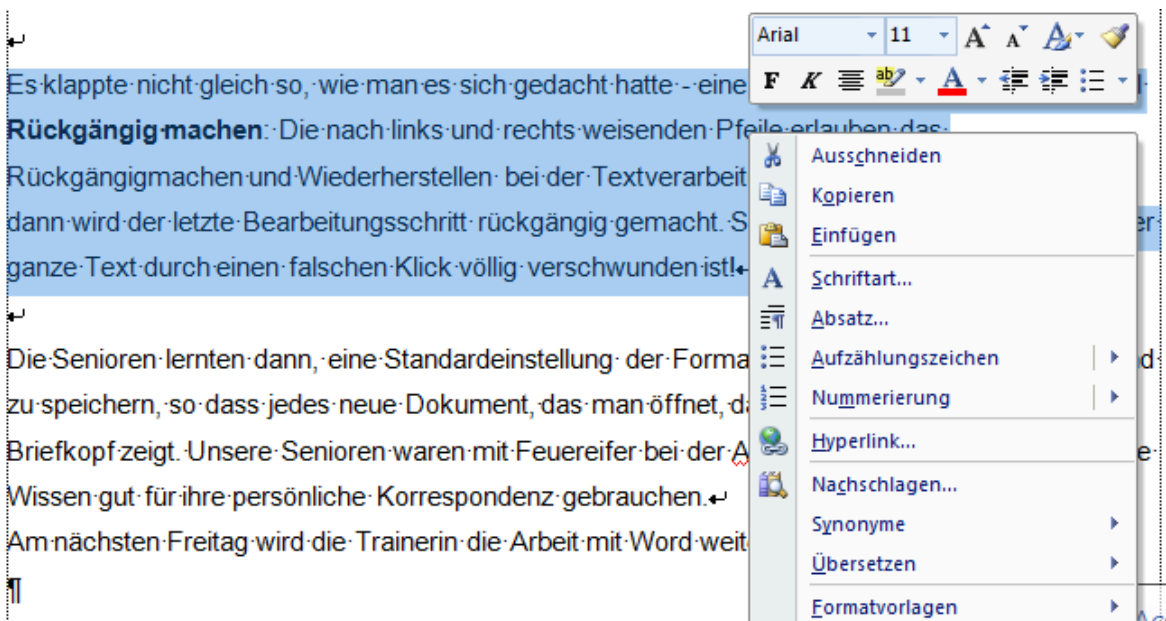 Arial 11 A A A
F K ab A
Es klappte nicht gleich so, wie man es sich gedacht hatte - eine
Rückgängig machen: Die nach links und rechts weisenden Pfeile erlauben das
Rückgängigmachen und Wiederherstellen bei der Textverarbeit
dann wird der letzte Bearbeitungsschritt rückgängig gemacht. S er
ganze Text durch einen falschen Klick völlig verschwunden ist!
Die Senioren lernten dann, eine Standardeinstellung der Forma d
zu speichern, so dass jedes neue Dokument, das man öffnet, da
Briefkopf zeigt. Unsere Senioren waren mit Feuereifer bei der A e
Wissen gut für ihre persönliche Korrespondenz gebrauchen.
Am nächsten Freitag wird die Trainerin die Arbeit mit Word weit
Ausschneiden
Kopieren
Einfügen
Schriftart...
Absatz...
Aufzählungszeichen
Nummerierung
Hyperlink...
Nachschlagen...
Synonyme
Übersetzen
Formatvorlagen